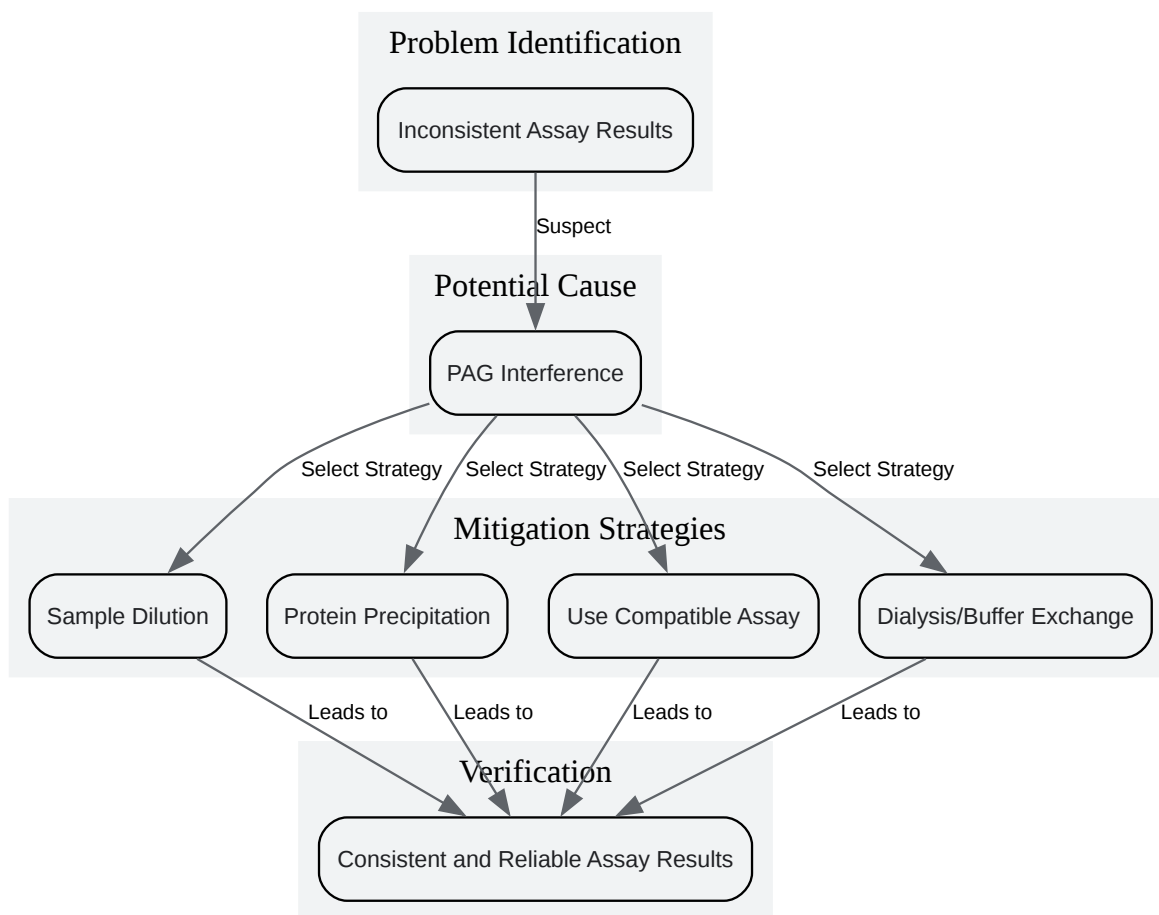 Problem Identification
Inconsistent Assay Results
Suspect
Potential Cause
PAG Interference
Select Strategy
Select Strategy
Select Strategy
Select Strategy
Mitigation Strategies
Sample Dilution
Protein Precipitation
Use Compatible Assay
Dialysis/Buffer Exchange
Leads to
Leads to
Leads to
Leads to
Verification
Consistent and Reliable Assay Results